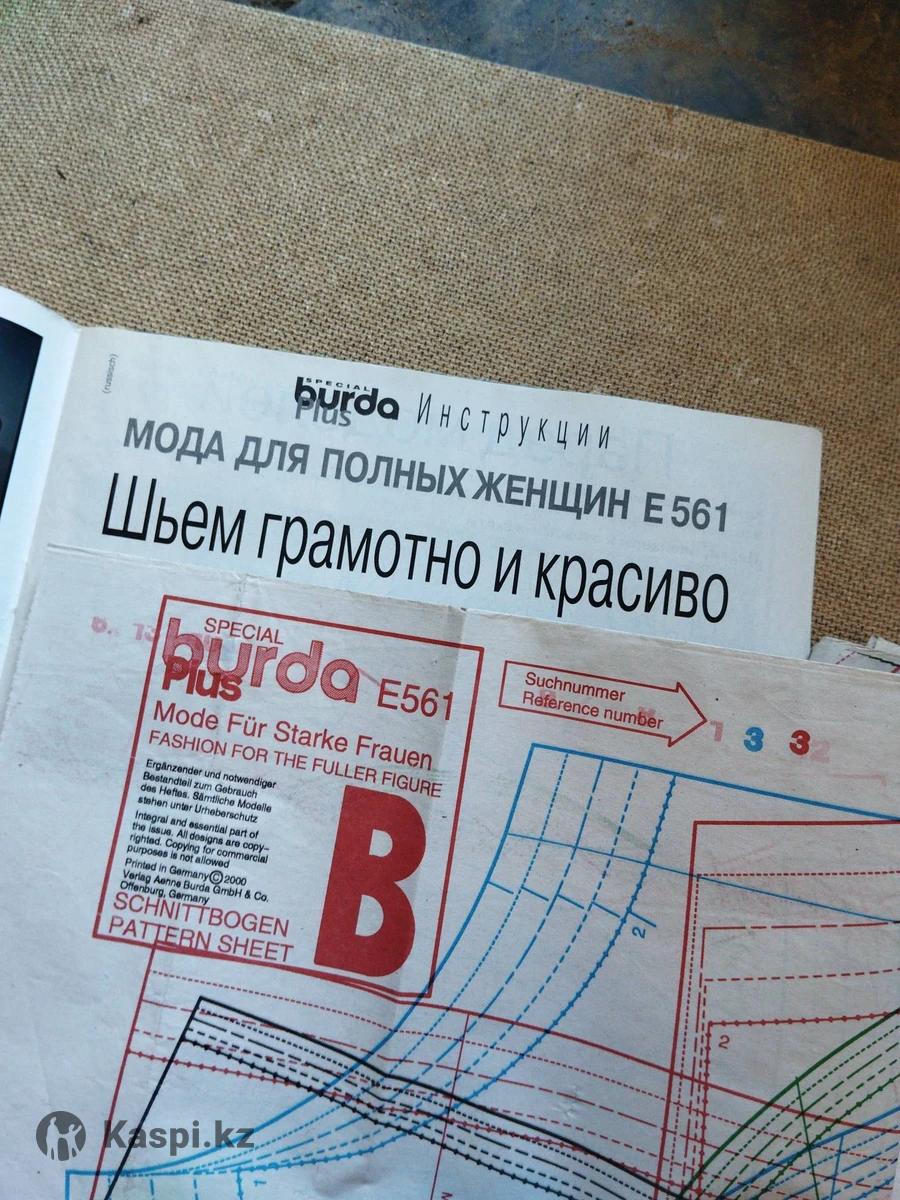 (russisch)
SPECIAL
burda Инструкции
Plus
МОДА ДЛЯ ПОЛНЫХ ЖЕНЩИН E 561
Шьем грамотно и красиво
SPECIAL
burda
Plus E561
Mode Für Starke Frauen
FASHION FOR THE FULLER FIGURE
Ergänzender und notwendiger
Bestandteil zum Gebrauch
des Heftes. Sämtliche Modelle
stehen unter Urheberschutz
Integral and essential part of
the issue. All designs are copy–
righted. Copying for commercial
purposes is not allowed
Printed in Germany © 2000
Verlag Aenne Burda GmbH & Co.
Offenburg, Germany
B
SCHNITTBOGEN
PATTERN SHEET
Suchnummer
Reference number
3 3
2
2
1
2
Kaspi.kz